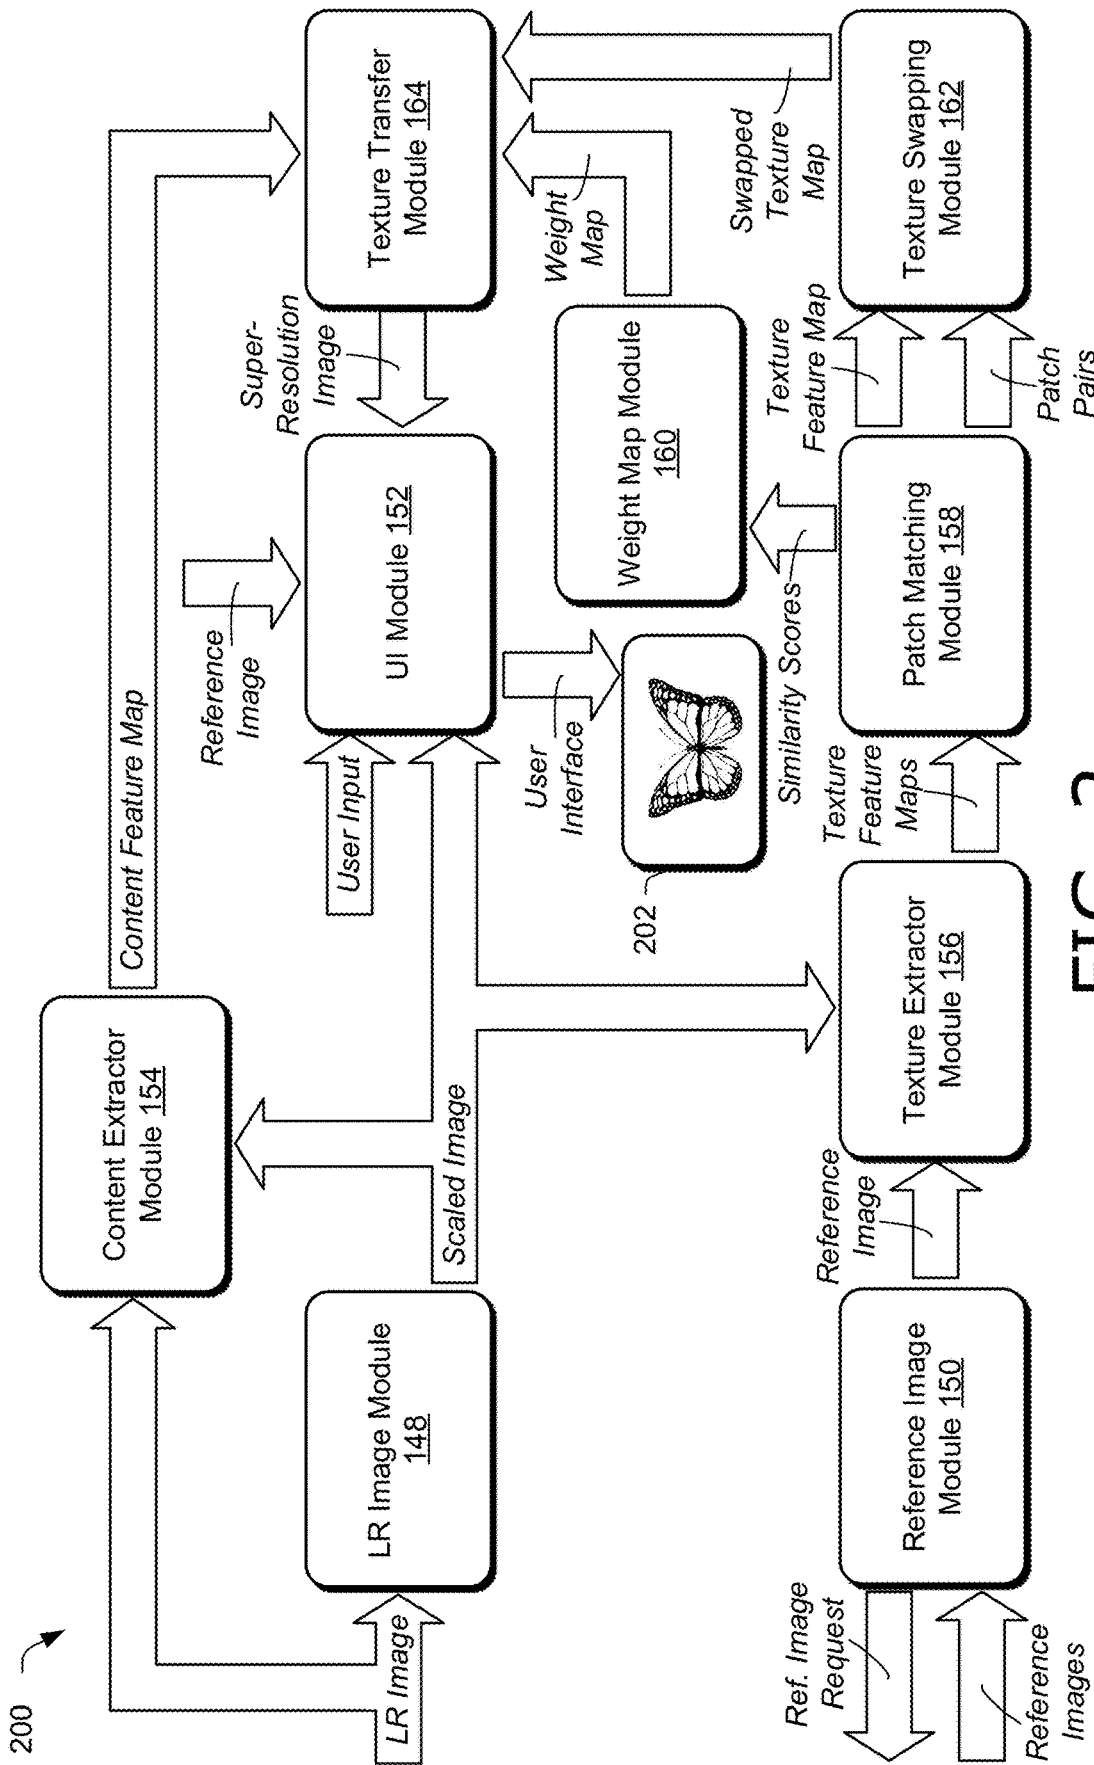 200
LR Image
LR Image Module
148
Scaled Image
Content Extractor
Module 154
Content Feature Map
User Input
Reference
Image
UI Module 152
Super-
Resolution
Image
Texture Transfer
Module 164
User
Interface
202
Weight Map Module
160
Weight
Map
Similarity Scores
Swapped
Texture
Map
Ref. Image
Request
Reference
Images
Reference Image
Module 150
Reference
Image
Texture Extractor
Module 156
Texture
Feature
Maps
Patch Matching
Module 158
Texture
Feature Map
Patch
Pairs
Texture Swapping
Module 162
FIG. 2